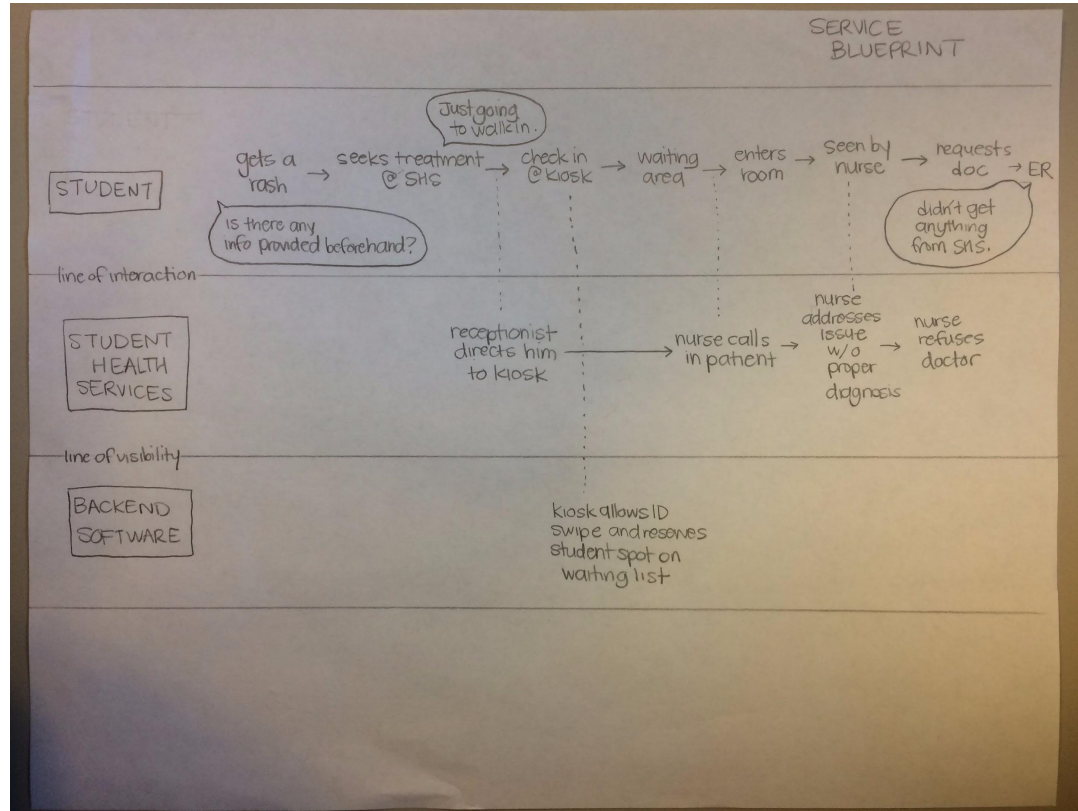 SERVICE
BLUEPRINT
Just going
to walk in.
gets a
rash
seeks treatment
@ SHS
check in
@ kiosk
waiting
area
enters
room
seen by
nurse
requests
doc
ER
STUDENT
is there any
info provided beforehand?
didn't get
anything
from SHS.
line of interaction
STUDENT
HEALTH
SERVICES
receptionist
directs him
to kiosk
nurse calls
in patient
nurse
addresses
issue
w/o
proper
diagnosis
nurse
refuses
doctor
line of visibility
BACKEND
SOFTWARE
kiosk allows ID
swipe and reserves
student spot on
waiting list